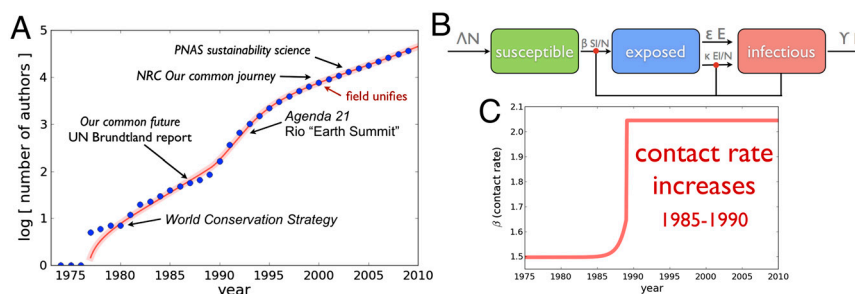 A
log [ number of authors ]
5
4
3
2
1
0
1975 1980 1985 1990 1995 2000 2005 2010
year
PNAS sustainability science
NRC Our common journey
field unifies
Our common future
UN Brundtland report
Agenda 21
Rio “Earth Summit”
World Conservation Strategy
B
ΛN
susceptible
β SI/N
exposed
ε E
κ EI/N
infectious
ϒ
C
β (contact rate)
2.1
2.0
1.9
1.8
1.7
1.6
1.5
1.4
1975 1980 1985 1990 1995 2000 2005 2010
year
contact rate
increases
1985-1990